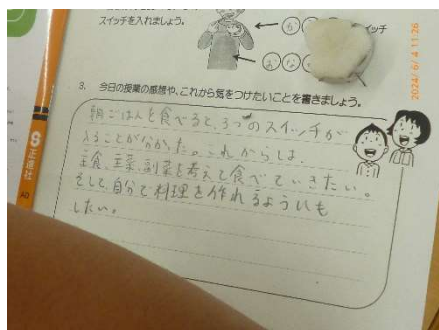 スイッチを入れましょう。
か
イッチ
お な
3. 今日の授業の感想や、これから気をつけたいことを書きましょう。
朝ごはんを食べると、3つのスイッチが
入ることが分かった。これからは、
主食、主菜、副菜を考えて食べていきたい。
そして、自分で料理を作れるようにも
したい。
2024/6/4 11:26